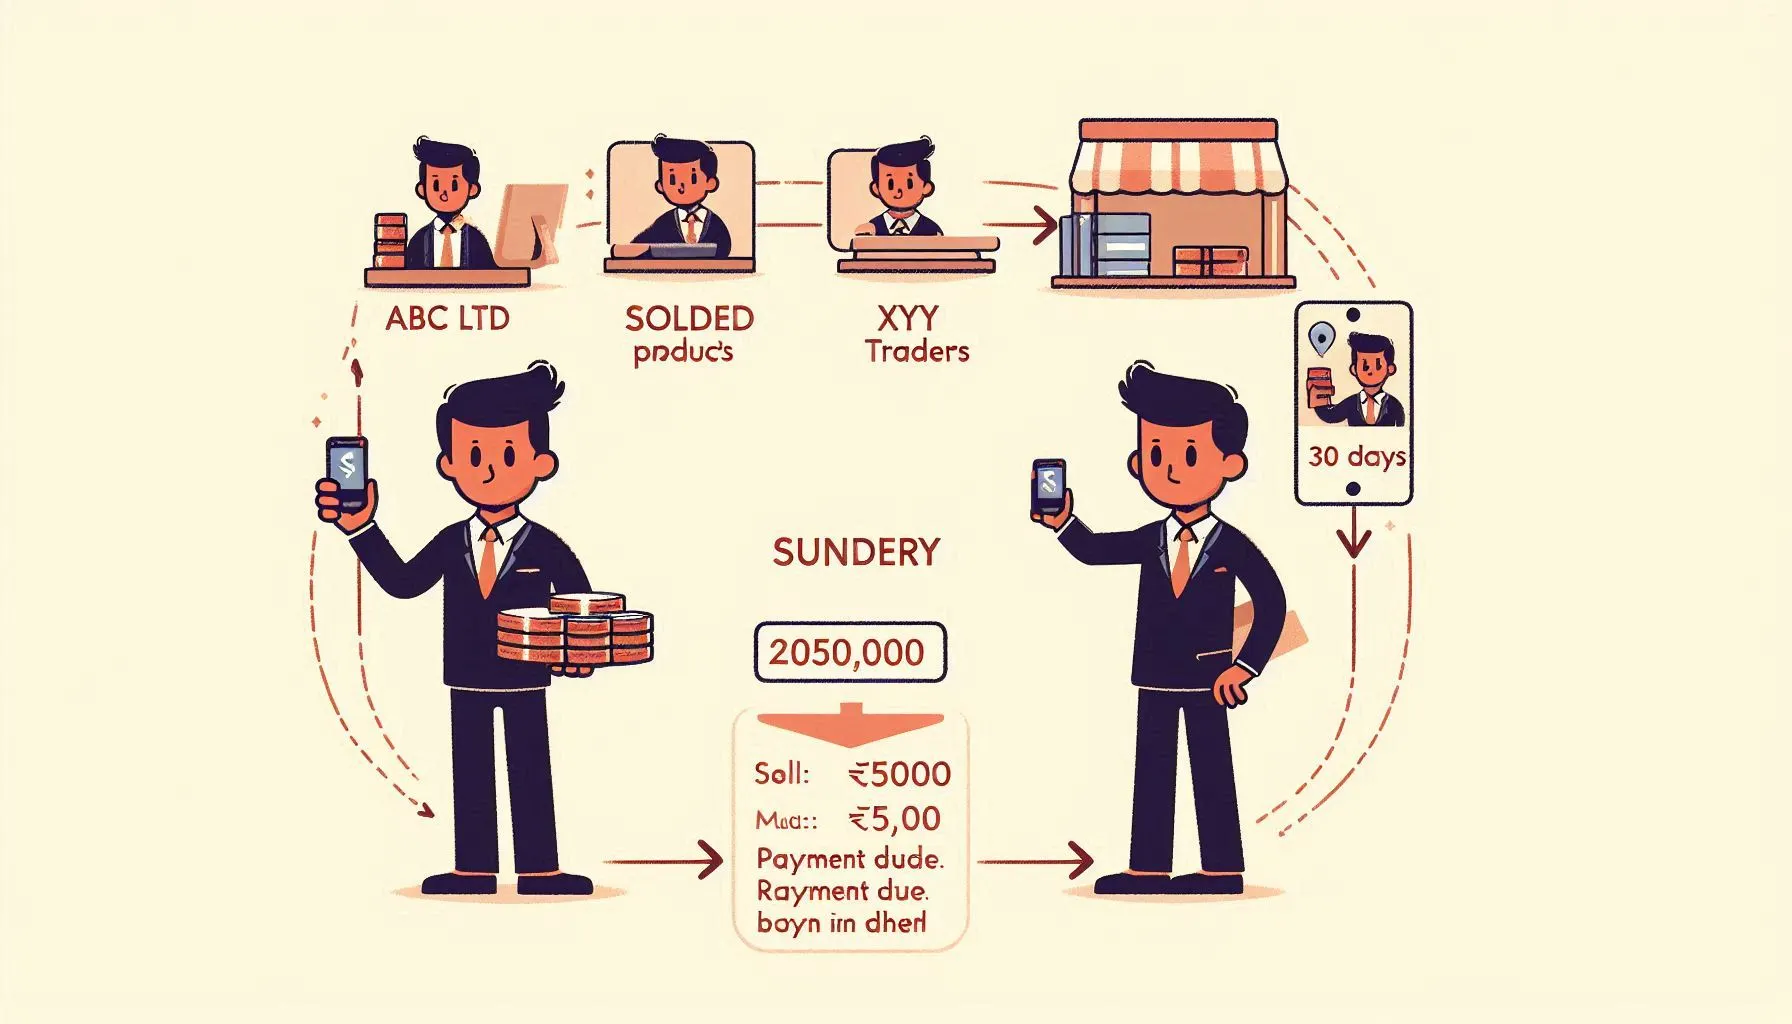 ABC LTD
SOLDED
pnduc's
XYY
Traders
30 days
$
$
SUNDERY
2050,000
Soll: ₹5000
₹5,00
Payment dude.
Rayment due.
boyn in dherl